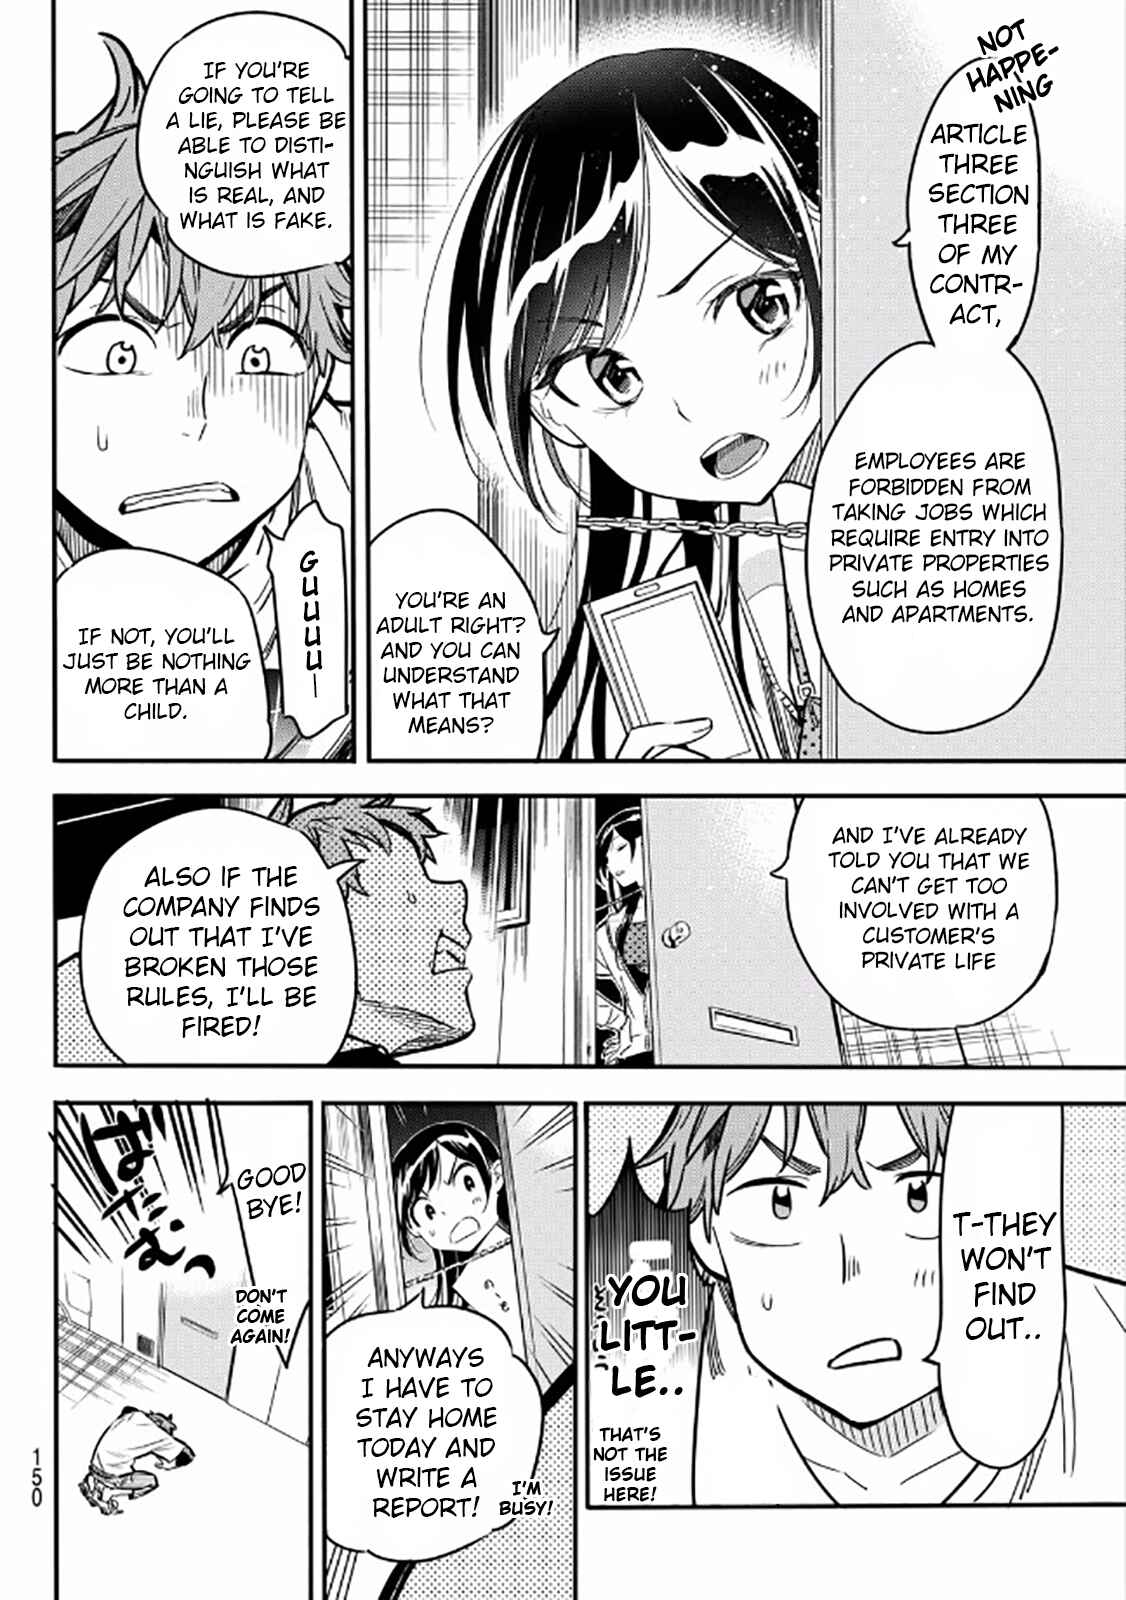 NOT
HAPPE-
NING
ARTICLE
THREE
SECTION
THREE
OF MY
CONTR-
ACT,
EMPLOYEES ARE
FORBIDDEN FROM
TAKING JOBS WHICH
REQUIRE ENTRY INTO
PRIVATE PROPERTIES
SUCH AS HOMES
AND APARTMENTS.
YOU'RE AN
ADULT RIGHT?
AND YOU CAN
UNDERSTAND
WHAT THAT
MEANS?
IF YOU'RE
GOING TO TELL
A LIE, PLEASE BE
ABLE TO DISTI-
NGUISH WHAT
IS REAL, AND
WHAT IS FAKE.
GUUUU—
IF NOT, YOU'LL
JUST BE NOTHING
MORE THAN A
CHILD.
AND I'VE ALREADY
TOLD YOU THAT WE
CAN'T GET TOO
INVOLVED WITH A
CUSTOMER'S
PRIVATE LIFE
ALSO IF THE
COMPANY FINDS
OUT THAT I'VE
BROKEN THOSE
RULES, I'LL BE
FIRED!
T-THEY
WON'T
FIND
OUT..
YOU
LITT-
LE..
THAT'S
NOT THE
ISSUE
HERE!
ANYWAYS
I HAVE TO
STAY HOME
TODAY AND
WRITE A
REPORT!
I'M
BUSY!
GOOD
BYE!
DON'T
COME
AGAIN!
ばたむっ
150